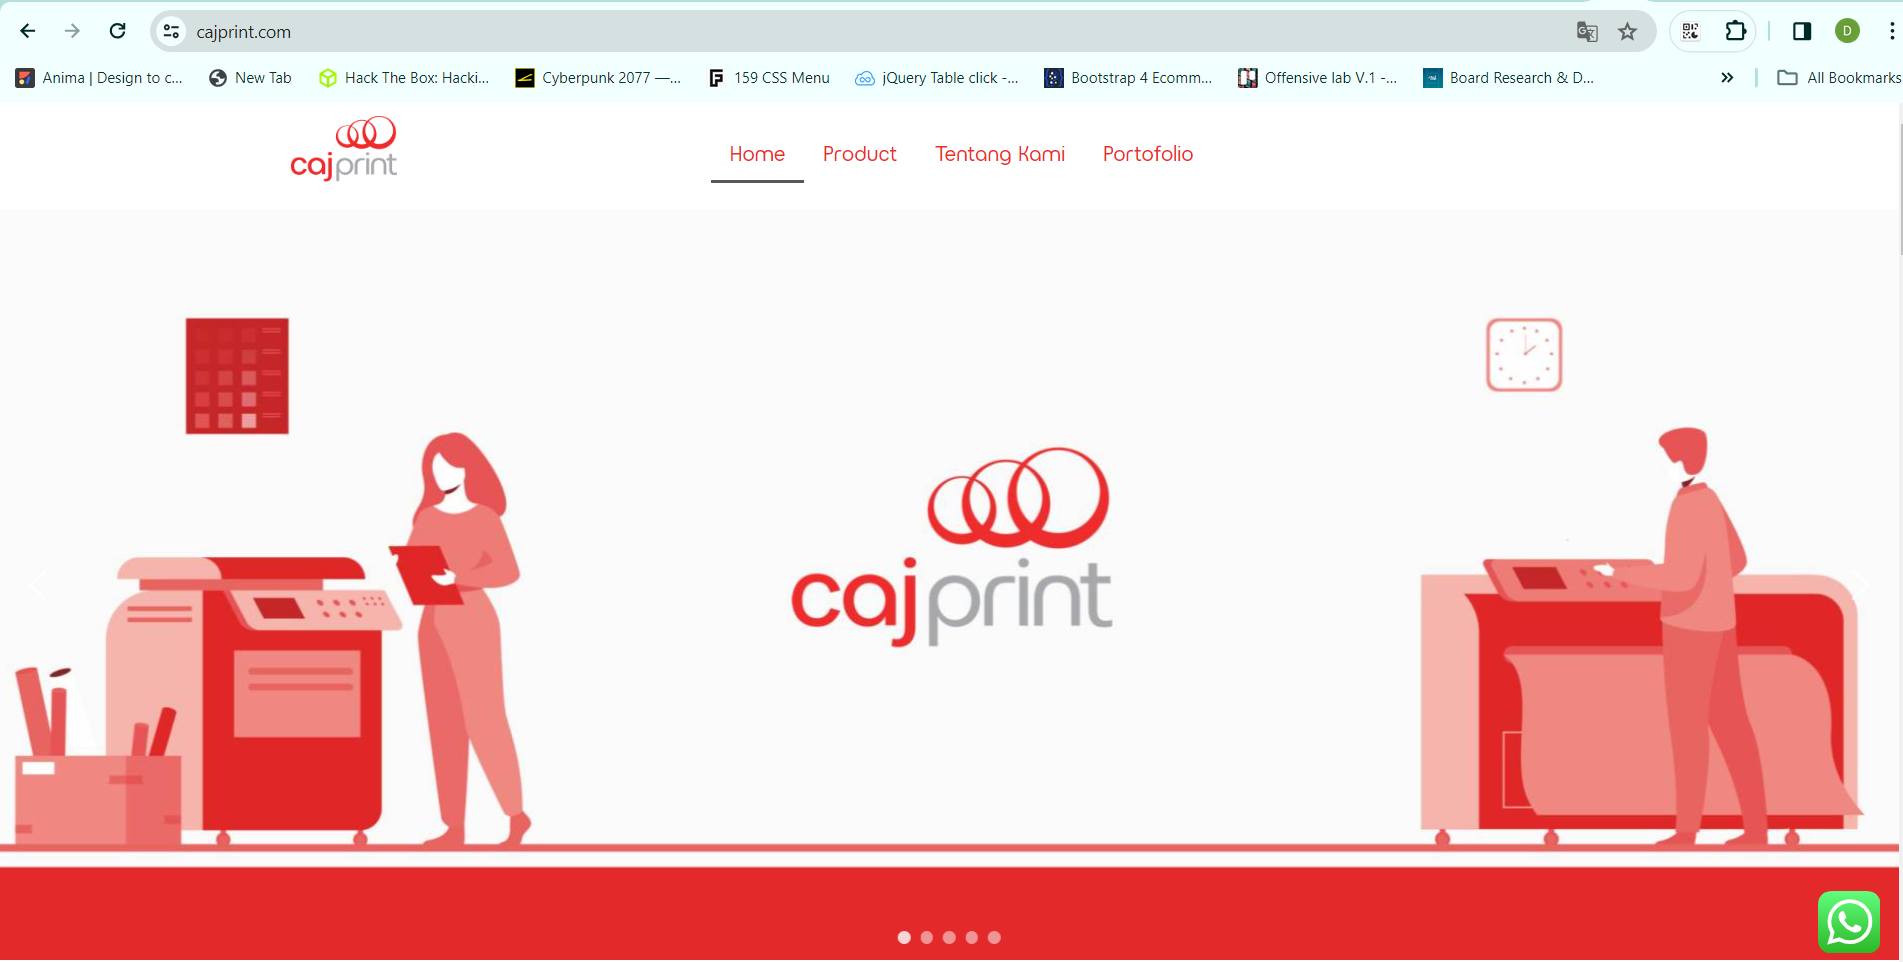 cajprint.com
D
Anima | Design to c...
New Tab
Hack The Box: Hacki...
Cyberpunk 2077 —...
159 CSS Menu
jQuery Table click -...
Bootstrap 4 Ecomm...
Offensive lab V.1 -...
Board Research & D...
All Bookmarks
cajprint
Home
Product
Tentang Kami
Portofolio
cajprint